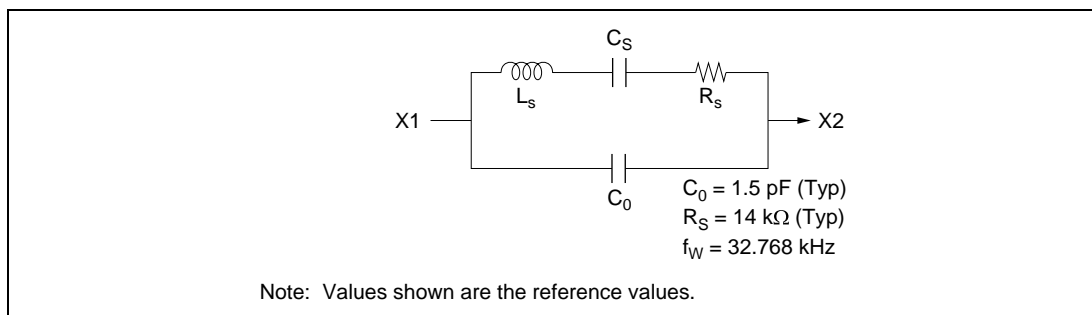 C_S
L_s
R_s
X1
X2
C_0
C_0 = 1.5 pF (Typ)
R_S = 14 kΩ (Typ)
f_W = 32.768 kHz
Note: Values shown are the reference values.